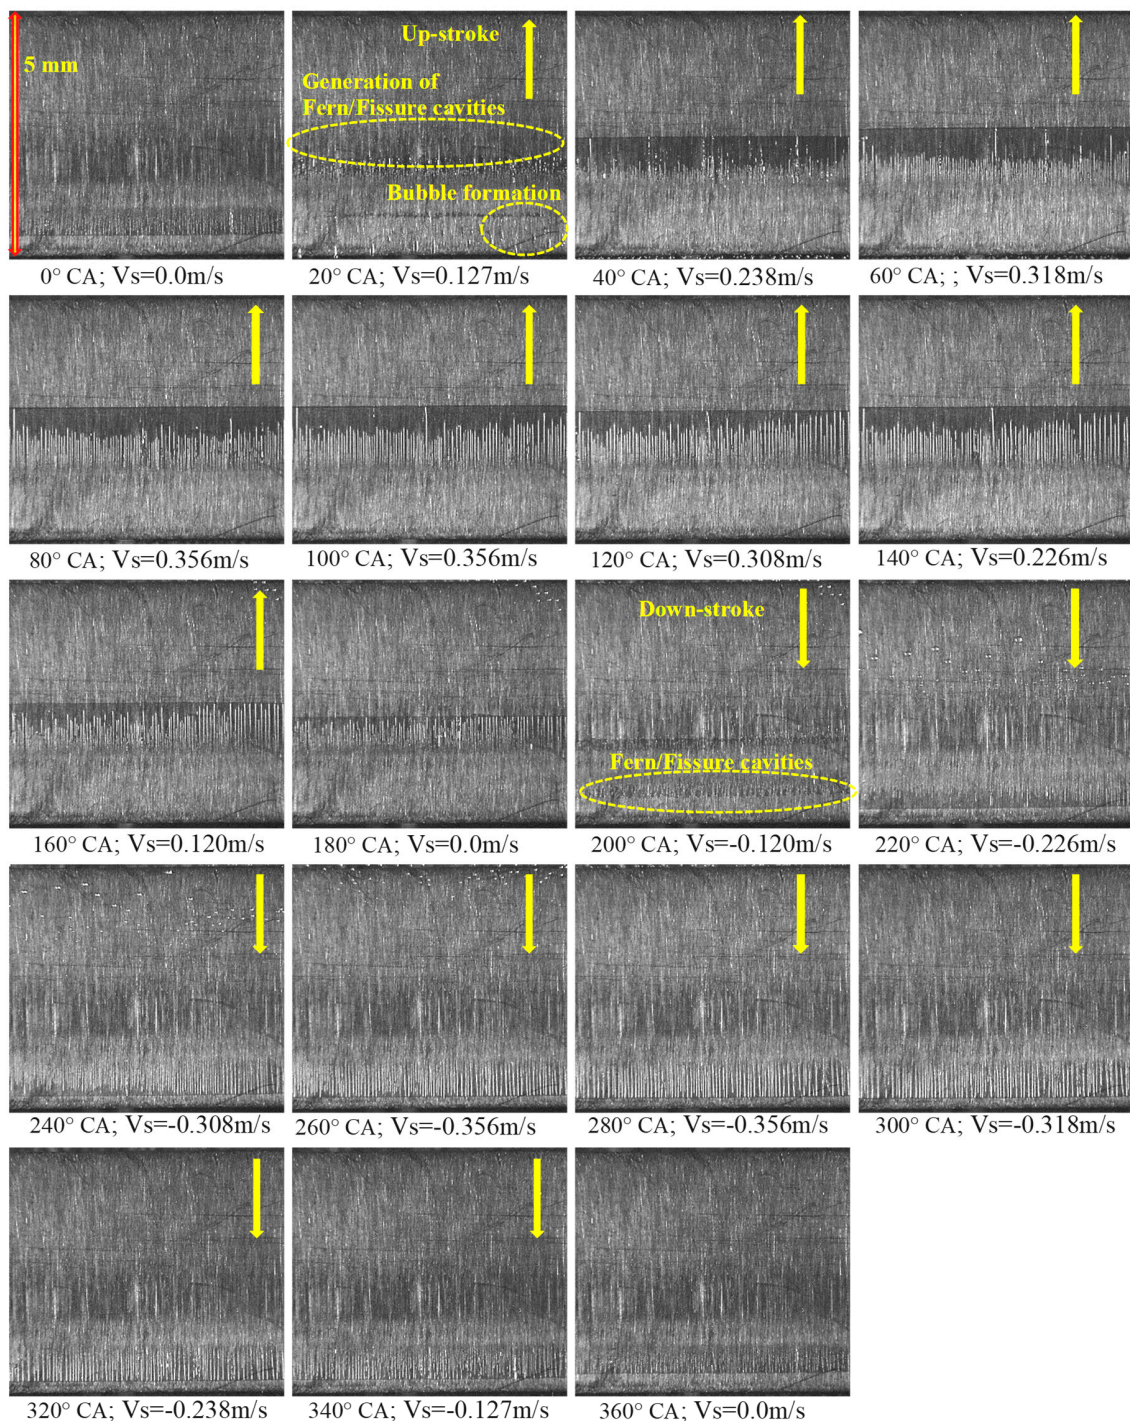 5 mm
Up-stroke
Generation of
Fern/Fissure cavities
Bubble formation
0° CA; Vs=0.0m/s
20° CA; Vs=0.127m/s
40° CA; Vs=0.238m/s
60° CA; ; Vs=0.318m/s
80° CA; Vs=0.356m/s
100° CA; Vs=0.356m/s
120° CA; Vs=0.308m/s
140° CA; Vs=0.226m/s
Down-stroke
Fern/Fissure cavities
160° CA; Vs=0.120m/s
180° CA; Vs=0.0m/s
200° CA; Vs=-0.120m/s
220° CA; Vs=-0.226m/s
240° CA; Vs=-0.308m/s
260° CA; Vs=-0.356m/s
280° CA; Vs=-0.356m/s
300° CA; Vs=-0.318m/s
320° CA; Vs=-0.238m/s
340° CA; Vs=-0.127m/s
360° CA; Vs=0.0m/s